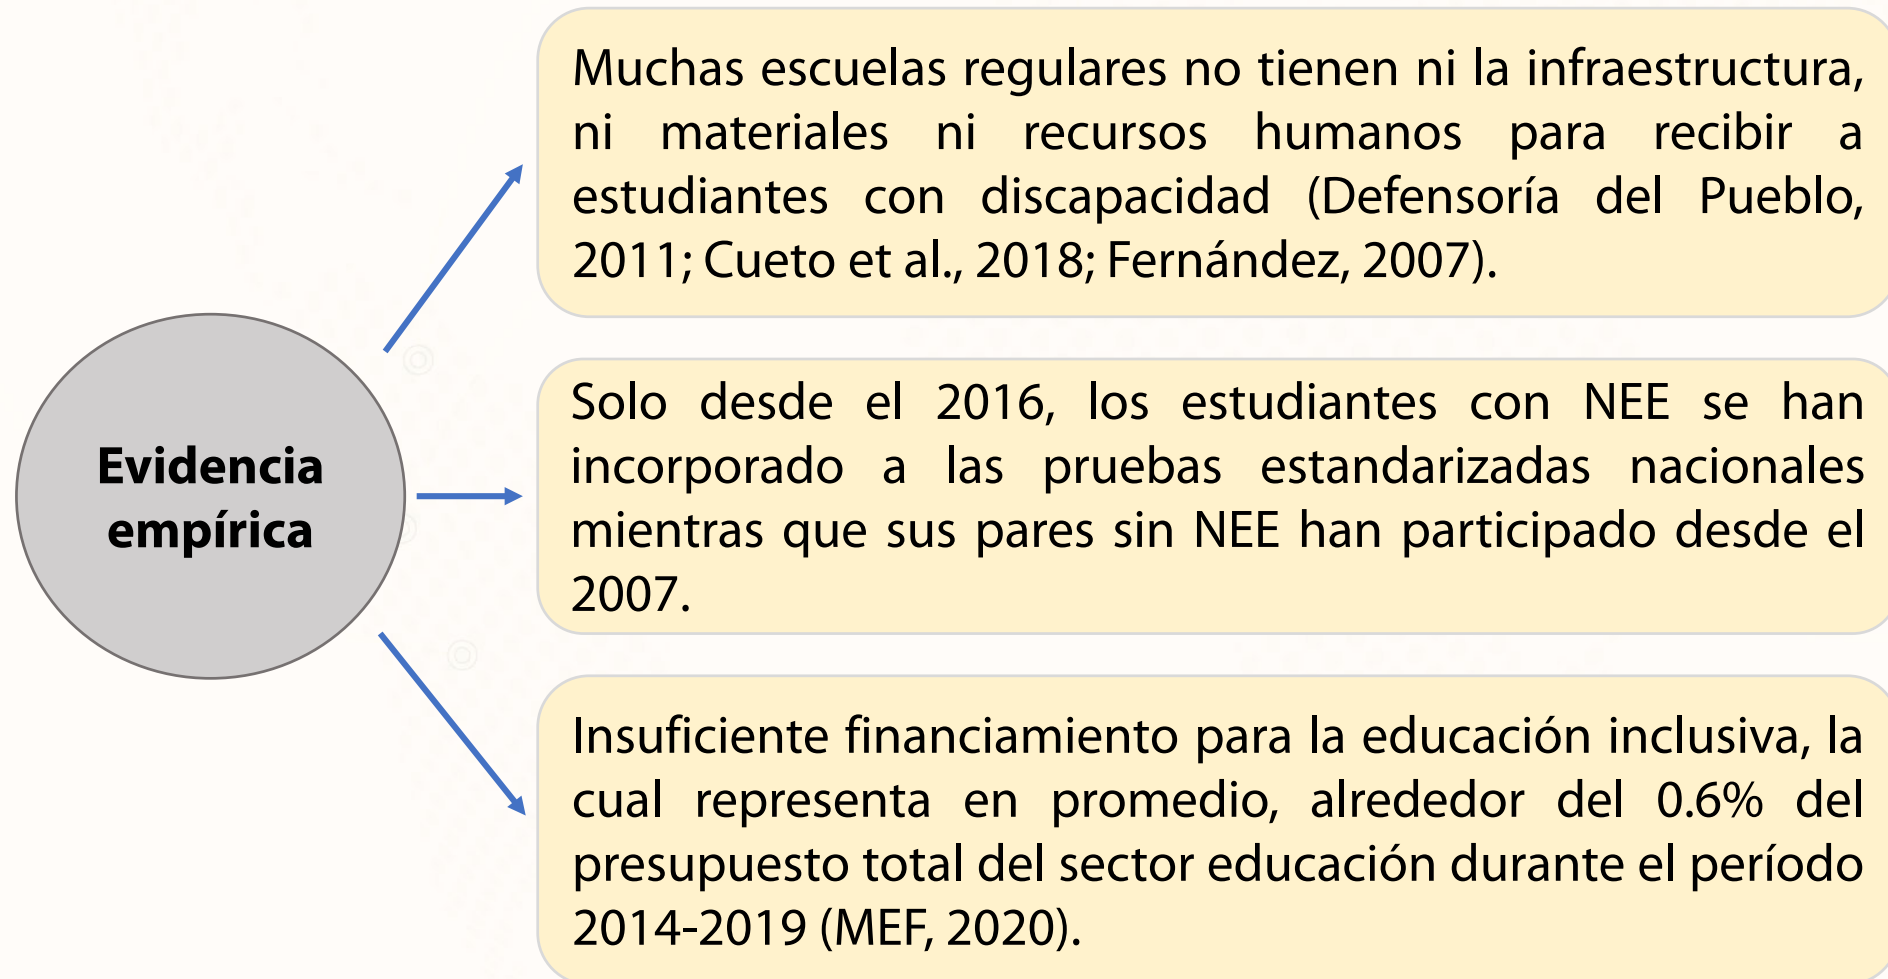 Evidencia
empírica
Muchas escuelas regulares no tienen ni la infraestructura,
ni materiales ni recursos humanos para recibir a
estudiantes con discapacidad (Defensoría del Pueblo,
2011; Cueto et al., 2018; Fernández, 2007).
Solo desde el 2016, los estudiantes con NEE se han
incorporado a las pruebas estandarizadas nacionales
mientras que sus pares sin NEE han participado desde el
2007.
Insuficiente financiamiento para la educación inclusiva, la
cual representa en promedio, alrededor del 0.6% del
presupuesto total del sector educación durante el período
2014-2019 (MEF, 2020).